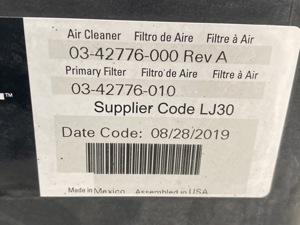 Air Cleaner Filtro de Aire Filtre à Air
03-42776-000 Rev A
Primary Filter Filtro de Aire Filtre à Air
03-42776-010
Supplier Code LJ30
Date Code: 08/28/2019
Made in Mexico Assembled in USA
TM